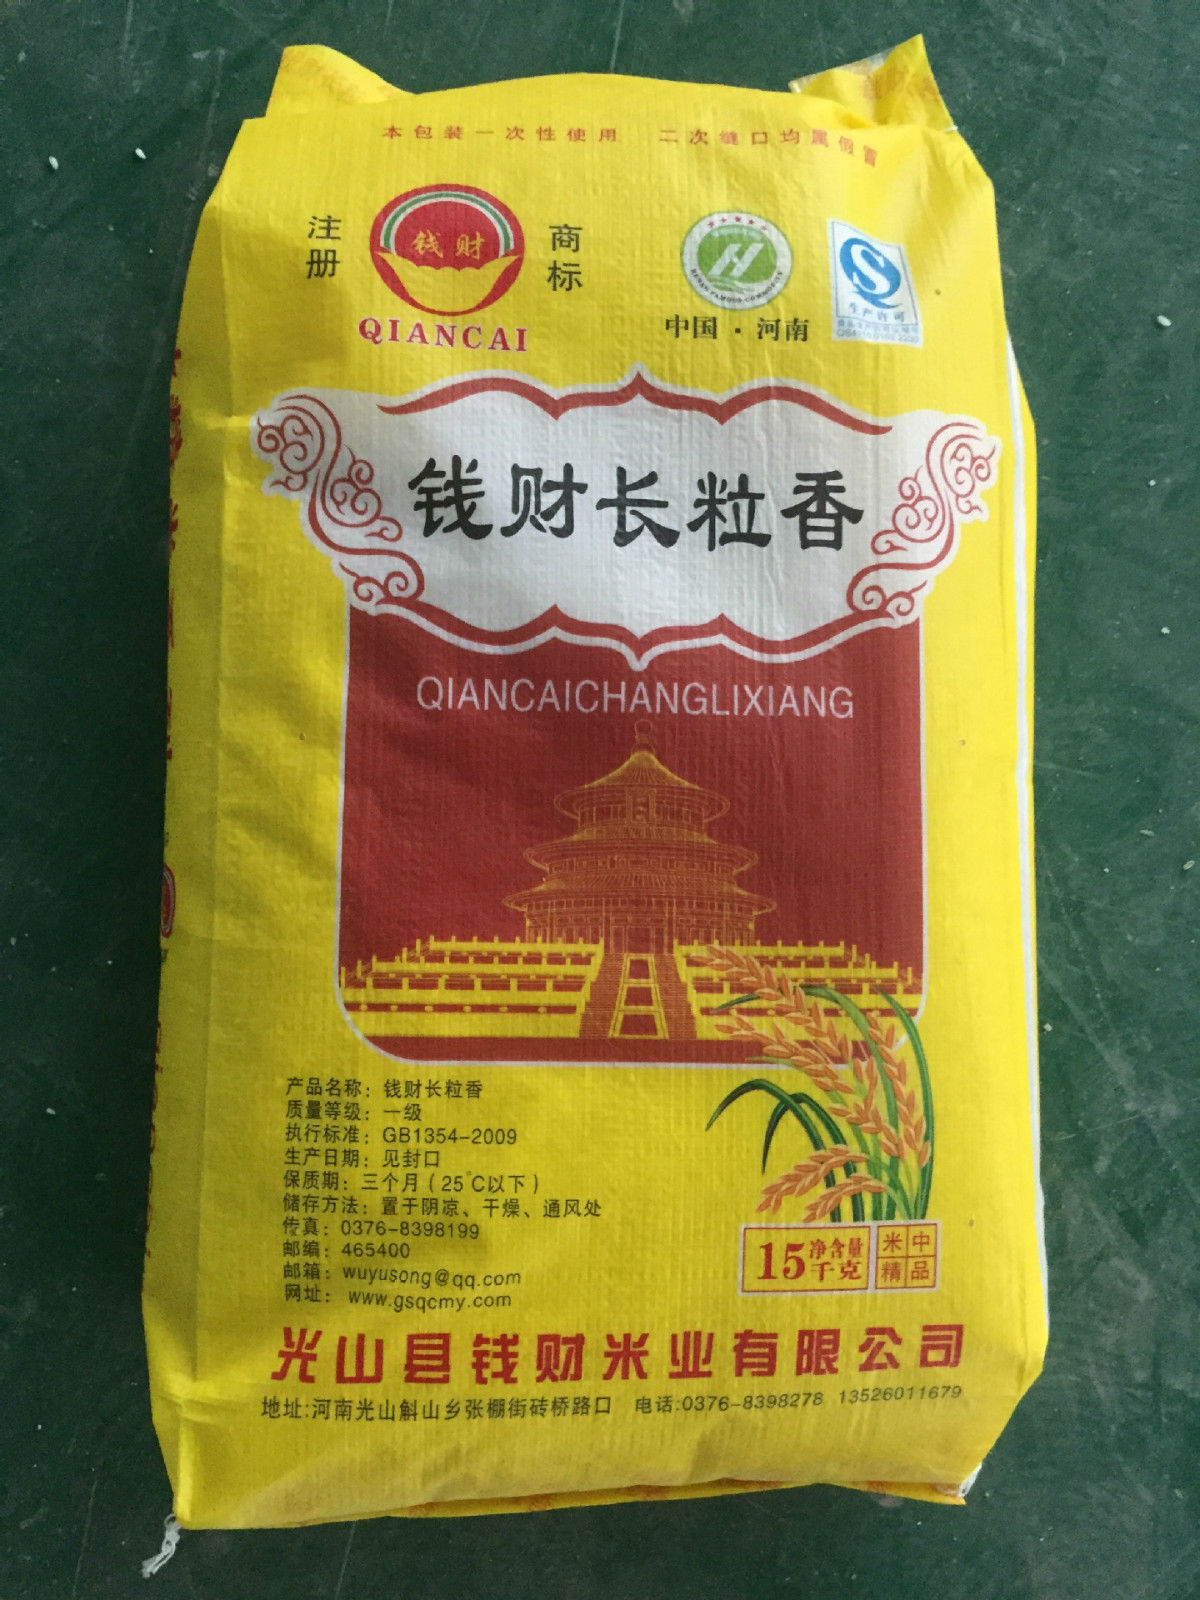 本包装一次性使用 二次缝口均属假冒
注册
钱财
商标
QIANCAI
HENAN FAMOUS COMMODITY
中国·河南
生产许可
钱财长粒香
QIANCAICHANGLIXIANG
产品名称：钱财长粒香
质量等级：一级
执行标准：GB1354-2009
生产日期：见封口
保质期：三个月（25℃以下）
储存方法：置于阴凉、干燥、通风处
传真：0376-8398199
邮编：465400
邮箱：wuyusong@qq.com
网址：www.gsqcmy.com
15 净含量 千克
米中
精品
光山县钱财米业有限公司
地址:河南光山斛山乡张棚街砖桥路口 电话:0376-8398278 13526011679